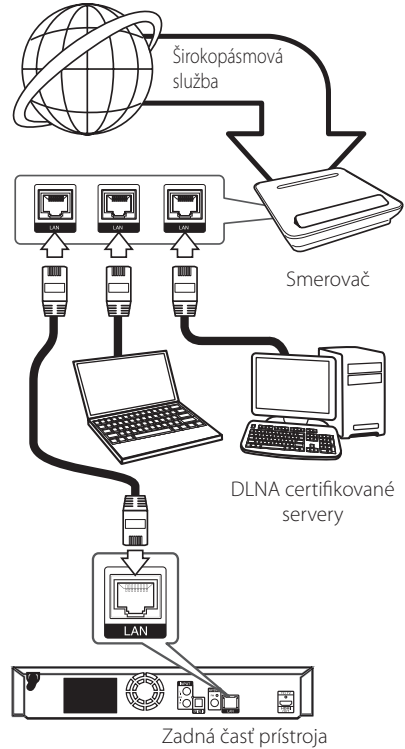 Širokopásmová
služba
LAN
LAN
LAN
Smerovač
DLNA certifikované
servery
LAN
Zadná časť prístroja